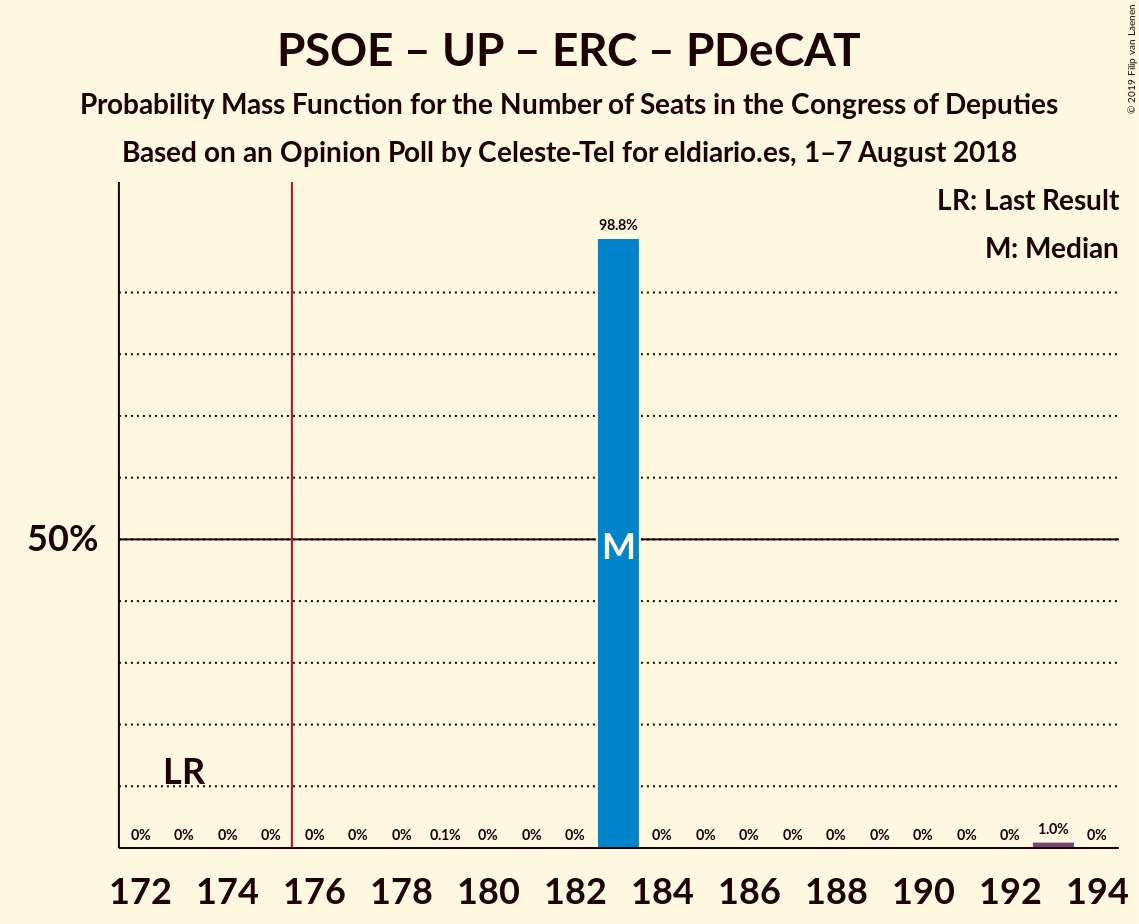 PSOE – UP – ERC – PDeCAT
Probability Mass Function for the Number of Seats in the Congress of Deputies
Based on an Opinion Poll by Celeste-Tel for eldiario.es, 1–7 August 2018
© 2019 Filip van Laenen
LR: Last Result
M: Median
98.8%
50%
M
LR
0% 0% 0% 0% 0% 0% 0% 0.1% 0% 0% 0% 0% 0% 0% 0% 0% 0% 0% 0% 0% 1.0% 0%
172 174 176 178 180 182 184 186 188 190 192 194